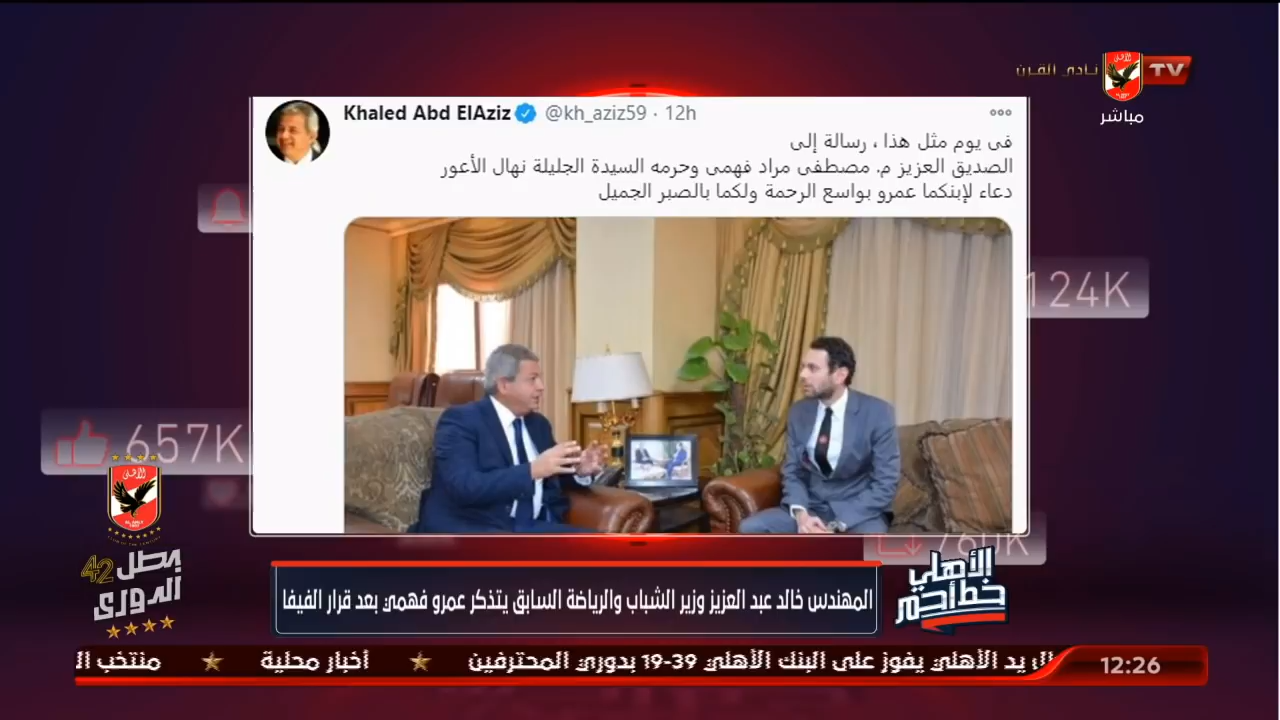 نادي القرن
TV
مباشر
Khaled Abd ElAziz @kh_aziz59 · 12h
فى يوم مثل هذا ، رسالة إلى
الصديق العزيز م. مصطفى مراد فهمى وحرمه السيدة الجليلة نهال الأعور
دعاء لإبنكما عمرو بواسع الرحمة ولكما بالصبر الجميل
124K
657K
760K
بطل 42
الدوري
الأهلي
خط أحمر
المهندس خالد عبد العزيز وزير الشباب والرياضة السابق يتذكر عمرو فهمي بعد قرار الفيفا
يد الأهلي يفوز على البنك الأهلي 39-19 بدوري المحترفين ★ أخبار محلية ★ منتخب
12:26